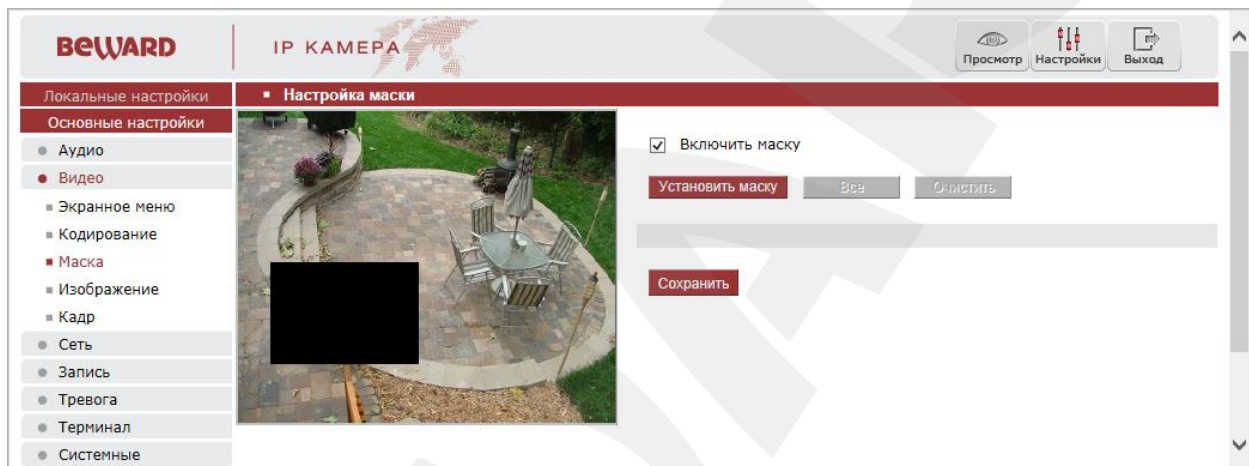 BEWARD
IP КАМЕРА
Просмотр
Настройки
Выход
Локальные настройки
Настройка маски
Основные настройки
Аудио
Видео
Экранное меню
Кодирование
Маска
Изображение
Кадр
Сеть
Запись
Тревога
Терминал
Системные
Включить маску
Установить маску
Все
Очистить
Сохранить